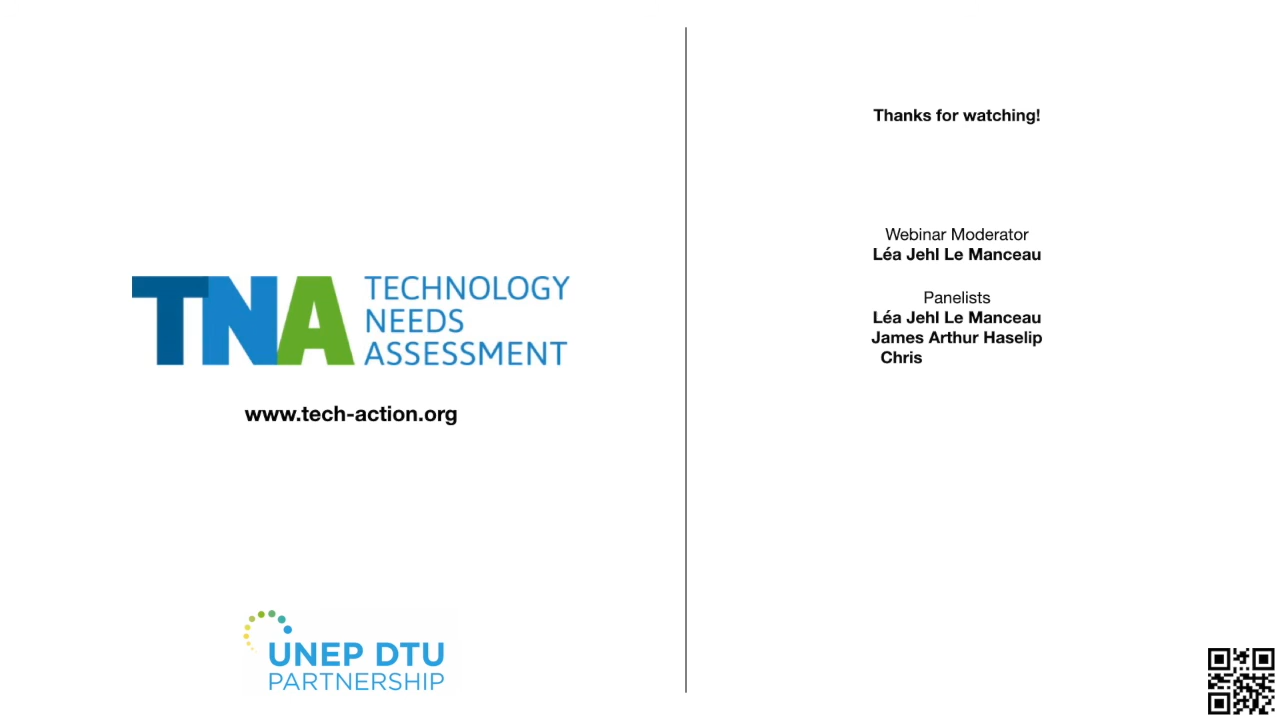 TNA
TECHNOLOGY
NEEDS
ASSESSMENT
www.tech-action.org
UNEP DTU
PARTNERSHIP
Thanks for watching!
Webinar Moderator
Léa Jehl Le Manceau
Panelists
Léa Jehl Le Manceau
James Arthur Haselip
Chris